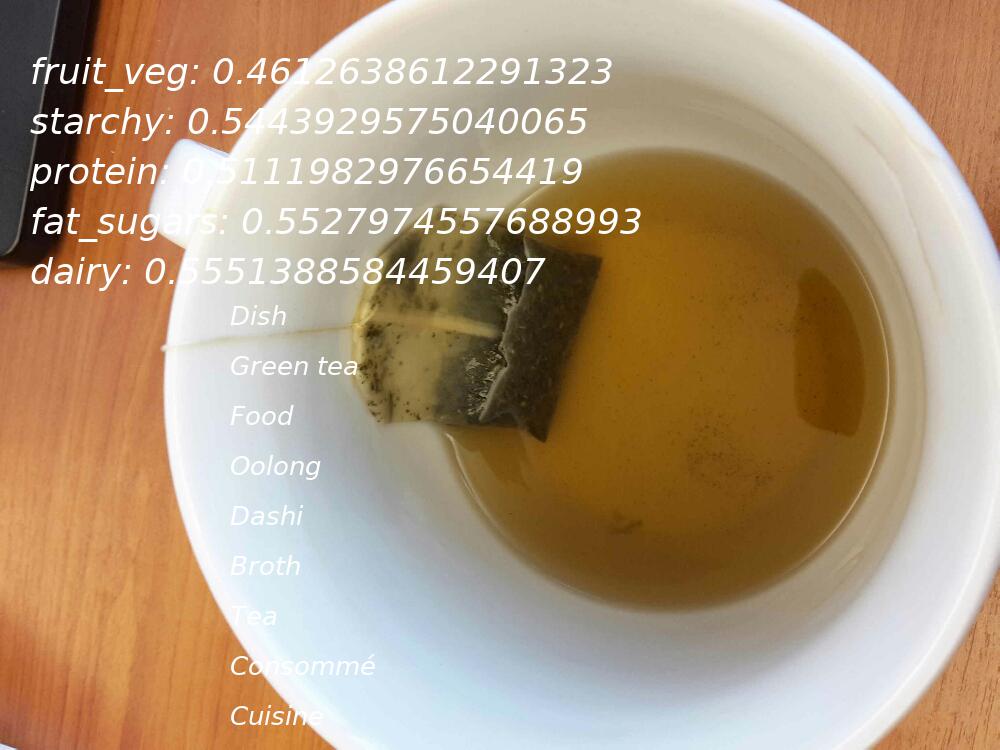 fruit_veg: 0.4612638612291323
starchy: 0.5443929575040065
protein: 0.5111982976654419
fat_sugars: 0.5527974557688993
dairy: 0.5551388584459407
Dish
Green tea
Food
Oolong
Dashi
Broth
Tea
Consommé
Cuisine